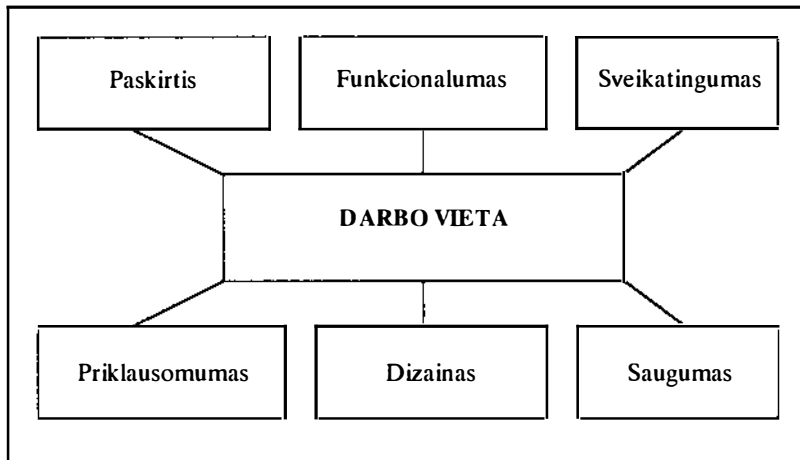 Paskirtis
Funkcionalumas
Sveikatingumas
DARBO VIETA
Priklausomumas
Dizainas
Saugumas